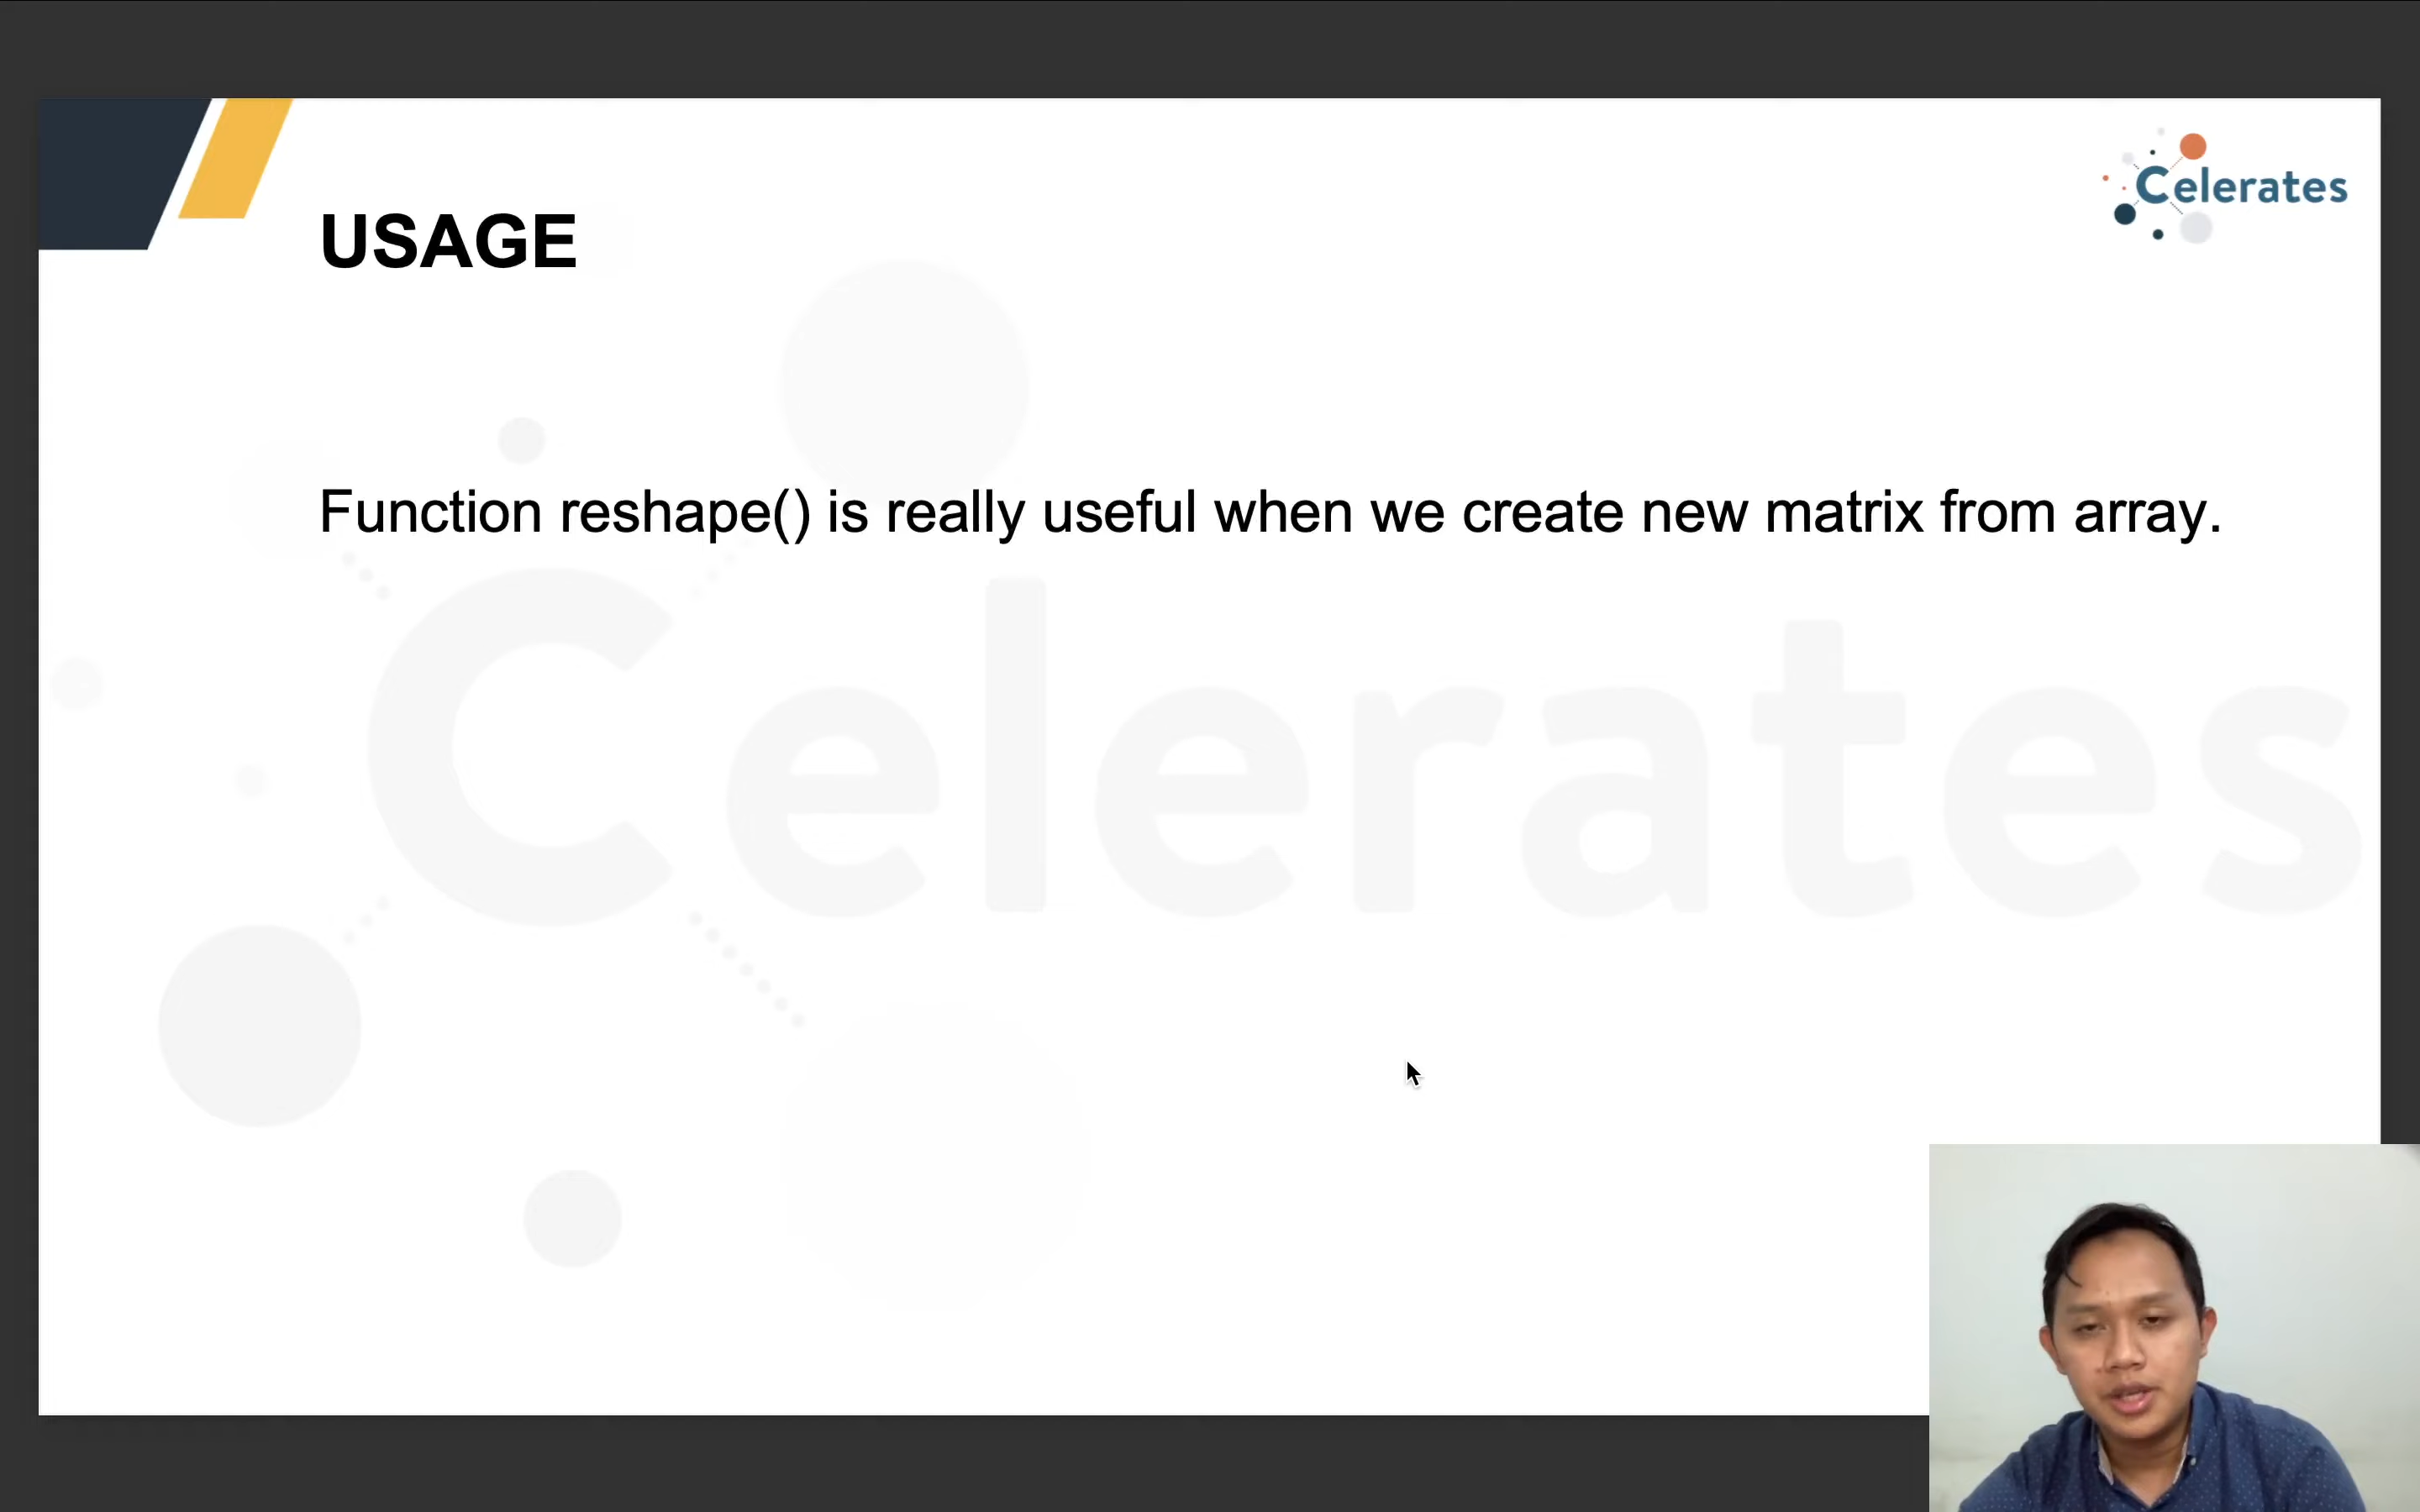 Celerates
USAGE
Function reshape() is really useful when we create new matrix from array.
Celerates